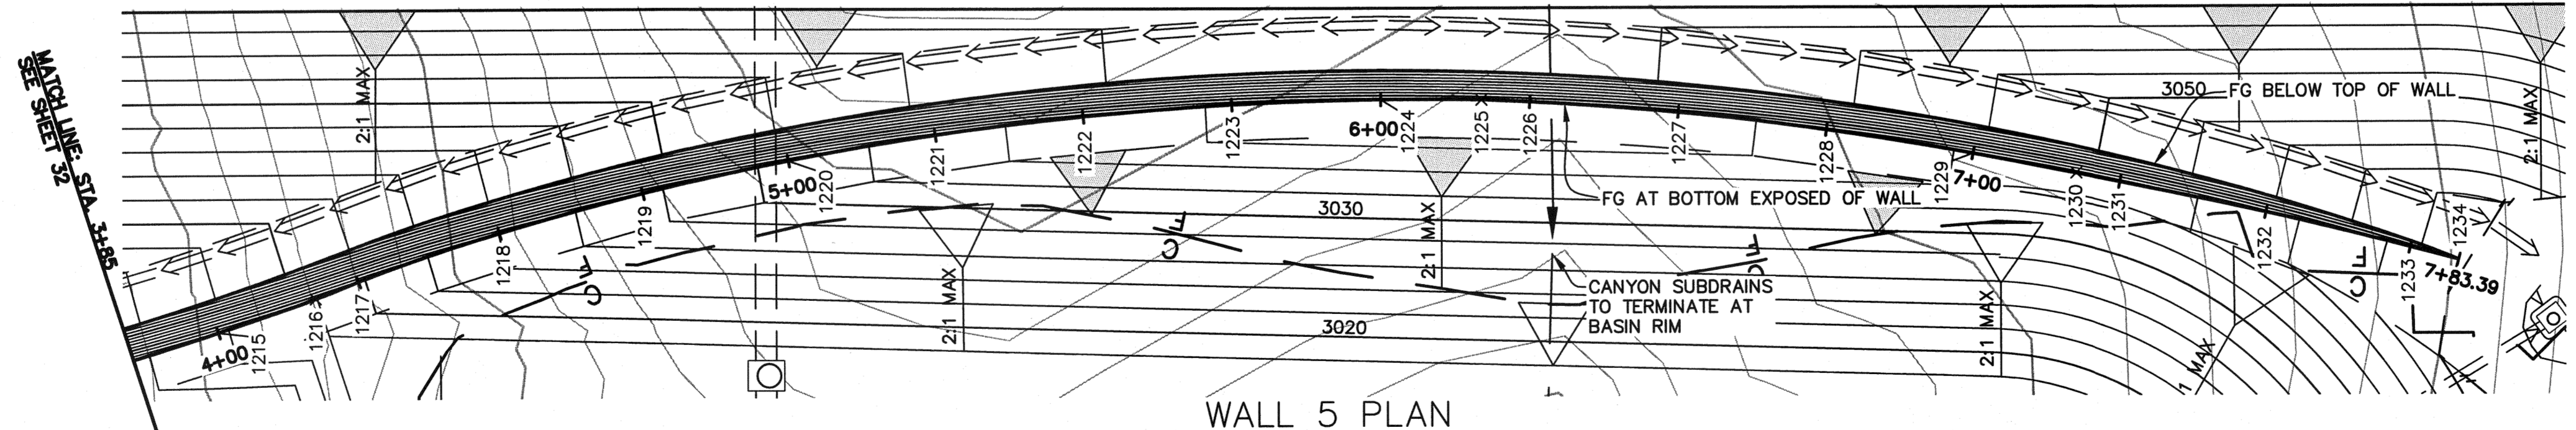 MATCH LINE: STA. 3+85
SEE SHEET 32
2:1 MAX
3050
FG BELOW TOP OF WALL
2:1 MAX
4+00
1215
1216
1217
1218
1219
5+00
1220
1221
1222
1223
6+00
1224
1225
1226
1227
1228
1229
7+00
1230
1231
1232
1233
1234
7+83.39
FG AT BOTTOM EXPOSED OF WALL
3030
C F
C F
C F
C F
2:1 MAX
2:1 MAX
2:1 MAX
1 MAX
CANYON SUBDRAINS
TO TERMINATE AT
BASIN RIM
3020
WALL 5 PLAN